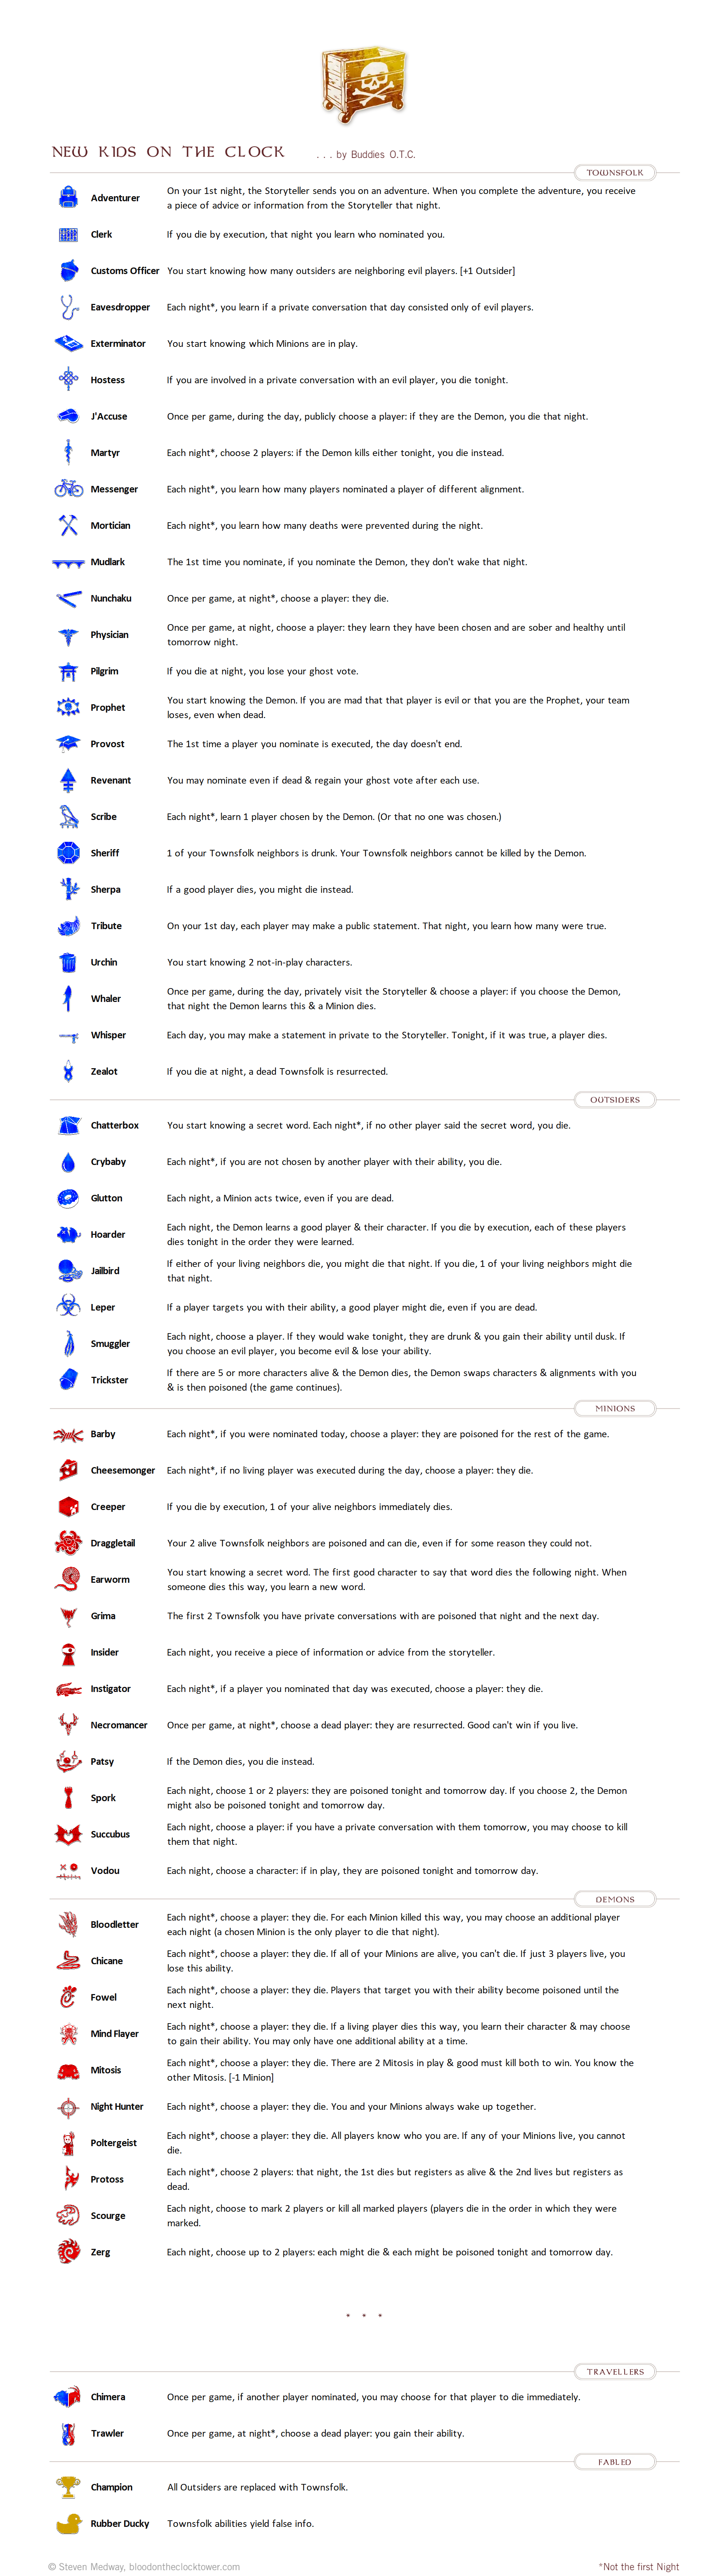 NEW KIDS ON THE CLOCK . . . by Buddies O.T.C.
TOWNSFOLK
Adventurer On your 1st night, the Storyteller sends you on an adventure. When you complete the adventure, you receive
a piece of advice or information from the Storyteller that night.
Clerk If you die by execution, that night you learn who nominated you.
Customs Officer You start knowing how many outsiders are neighboring evil players. [+1 Outsider]
Eavesdropper Each night*, you learn if a private conversation that day consisted only of evil players.
Exterminator You start knowing which Minions are in play.
Hostess If you are involved in a private conversation with an evil player, you die tonight.
J'Accuse Once per game, during the day, publicly choose a player: if they are the Demon, you die that night.
Martyr Each night*, choose 2 players: if the Demon kills either tonight, you die instead.
Messenger Each night*, you learn how many players nominated a player of different alignment.
Mortician Each night*, you learn how many deaths were prevented during the night.
Mudlark The 1st time you nominate, if you nominate the Demon, they don't wake that night.
Nunchaku Once per game, at night*, choose a player: they die.
Physician Once per game, at night, choose a player: they learn they have been chosen and are sober and healthy until
tomorrow night.
Pilgrim If you die at night, you lose your ghost vote.
Prophet You start knowing the Demon. If you are mad that that player is evil or that you are the Prophet, your team
loses, even when dead.
Provost The 1st time a player you nominate is executed, the day doesn't end.
Revenant You may nominate even if dead & regain your ghost vote after each use.
Scribe Each night*, learn 1 player chosen by the Demon. (Or that no one was chosen.)
Sheriff 1 of your Townsfolk neighbors is drunk. Your Townsfolk neighbors cannot be killed by the Demon.
Sherpa If a good player dies, you might die instead.
Tribute On your 1st day, each player may make a public statement. That night, you learn how many were true.
Urchin You start knowing 2 not-in-play characters.
Whaler Once per game, during the day, privately visit the Storyteller & choose a player: if you choose the Demon,
that night the Demon learns this & a Minion dies.
Whisper Each day, you may make a statement in private to the Storyteller. Tonight, if it was true, a player dies.
Zealot If you die at night, a dead Townsfolk is resurrected.
OUTSIDERS
Chatterbox You start knowing a secret word. Each night*, if no other player said the secret word, you die.
Crybaby Each night*, if you are not chosen by another player with their ability, you die.
Glutton Each night, a Minion acts twice, even if you are dead.
Hoarder Each night, the Demon learns a good player & their character. If you die by execution, each of these players
dies tonight in the order they were learned.
Jailbird If either of your living neighbors die, you might die that night. If you die, 1 of your living neighbors might die
that night.
Leper If a player targets you with their ability, a good player might die, even if you are dead.
Smuggler Each night, choose a player. If they would wake tonight, they are drunk & you gain their ability until dusk. If
you choose an evil player, you become evil & lose your ability.
Trickster If there are 5 or more characters alive & the Demon dies, the Demon swaps characters & alignments with you
& is then poisoned (the game continues).
MINIONS
Barby Each night*, if you were nominated today, choose a player: they are poisoned for the rest of the game.
Cheesemonger Each night*, if no living player was executed during the day, choose a player: they die.
Creeper If you die by execution, 1 of your alive neighbors immediately dies.
Draggletail Your 2 alive Townsfolk neighbors are poisoned and can die, even if for some reason they could not.
Earworm You start knowing a secret word. The first good character to say that word dies the following night. When
someone dies this way, you learn a new word.
Grima The first 2 Townsfolk you have private conversations with are poisoned that night and the next day.
Insider Each night, you receive a piece of information or advice from the storyteller.
Instigator Each night*, if a player you nominated that day was executed, choose a player: they die.
Necromancer Once per game, at night*, choose a dead player: they are resurrected. Good can't win if you live.
Patsy If the Demon dies, you die instead.
Spork Each night, choose 1 or 2 players: they are poisoned tonight and tomorrow day. If you choose 2, the Demon
might also be poisoned tonight and tomorrow day.
Succubus Each night, choose a player: if you have a private conversation with them tomorrow, you may choose to kill
them that night.
Vodou Each night, choose a character: if in play, they are poisoned tonight and tomorrow day.
DEMONS
Bloodletter Each night*, choose a player: they die. For each Minion killed this way, you may choose an additional player
each night (a chosen Minion is the only player to die that night).
Chicane Each night*, choose a player: they die. If all of your Minions are alive, you can't die. If just 3 players live, you
lose this ability.
Fowel Each night*, choose a player: they die. Players that target you with their ability become poisoned until the
next night.
Mind Flayer Each night*, choose a player: they die. If a living player dies this way, you learn their character & may choose
to gain their ability. You may only have one additional ability at a time.
Mitosis Each night*, choose a player: they die. There are 2 Mitosis in play & good must kill both to win. You know the
other Mitosis. [-1 Minion]
Night Hunter Each night*, choose a player: they die. You and your Minions always wake up together.
Poltergeist Each night*, choose a player: they die. All players know who you are. If any of your Minions live, you cannot
die.
Protoss Each night*, choose 2 players: that night, the 1st dies but registers as alive & the 2nd lives but registers as
dead.
Scourge Each night, choose to mark 2 players or kill all marked players (players die in the order in which they were
marked.
Zerg Each night, choose up to 2 players: each might die & each might be poisoned tonight and tomorrow day.
* * *
TRAVELLERS
Chimera Once per game, if another player nominated, you may choose for that player to die immediately.
Trawler Once per game, at night*, choose a dead player: you gain their ability.
FABLED
Champion All Outsiders are replaced with Townsfolk.
Rubber Ducky Townsfolk abilities yield false info.
© Steven Medway, bloodontheclocktower.com *Not the first Night